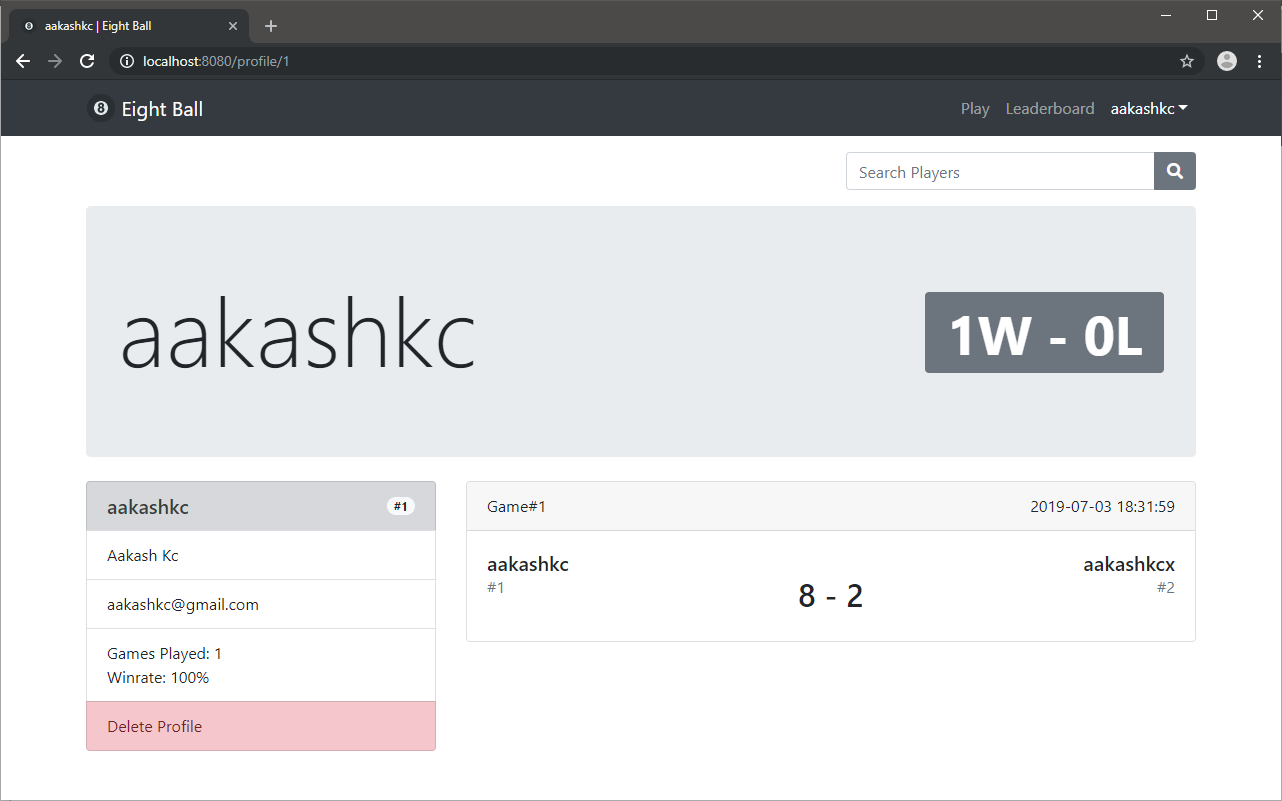 aakashkc | Eight Ball
localhost:8080/profile/1
8 Eight Ball
Play Leaderboard aakashkc
Search Players
aakashkc
1W - 0L
aakashkc #1
Aakash Kc
aakashkc@gmail.com
Games Played: 1
Winrate: 100%
Delete Profile
Game#1 2019-07-03 18:31:59
aakashkc aakashkcx
#1 #2
8 - 2